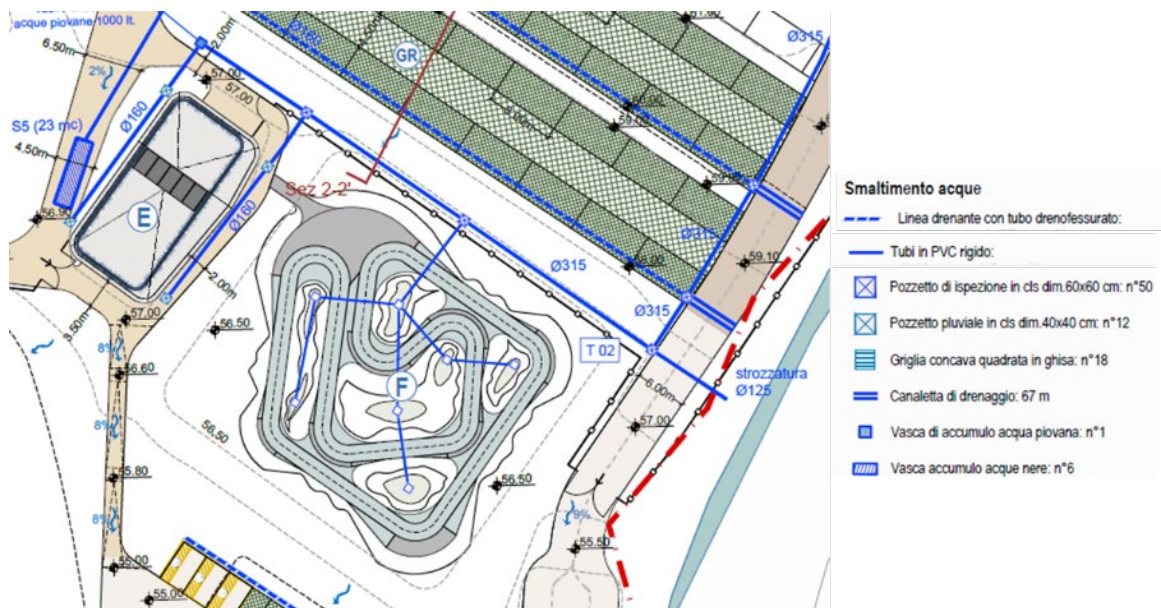 acque piovane 1000 lt.
6.50m
2%
2.00m
57.00
57.00
Ø160
S5 (23 mc)
4.50m
56.90
E
Ø160
Sez 2-2'
2.00m
3.50m
57.00
8%
56.60
8%
55.80
8%
55.00
55.00
56.50
56.50
56.50
F
Ø160
GR
Ø315
59.00
Ø315
59.10
Ø315
Ø315
T 02
strozzatura
Ø125
6.00m
57.00
9%
55.50
Smaltimento acque
Linea drenante con tubo drenofessurato:
Tubi in PVC rigido:
Pozzetto di ispezione in cls dim.60x60 cm: n°50
Pozzetto pluviale in cls dim.40x40 cm: n°12
Griglia concava quadrata in ghisa: n°18
Canaletta di drenaggio: 67 m
Vasca di accumulo acqua piovana: n°1
Vasca accumulo acque nere: n°6